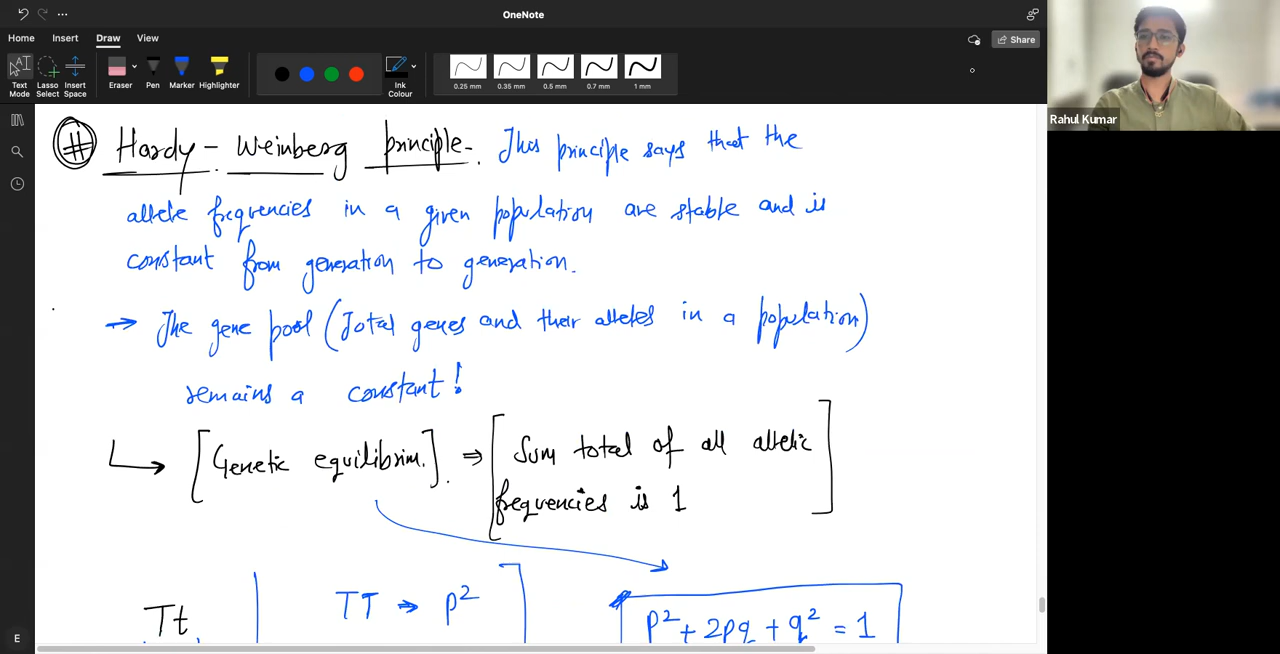 OneNote
Home Insert Draw View
Share
Text Mode
Lasso Select
Insert Space
Eraser
Pen
Marker
Highlighter
Ink Colour
0.25 mm 0.35 mm 0.5 mm 0.7 mm 1 mm
Rahul Kumar
# Hardy - Weinberg principle - This principle says that the
allele frequencies in a given population are stable and is
constant from generation to generation.
→ The gene pool (Total genes and their alleles in a population)
remains a constant!
[Genetic equilibrim.] ⇒ [Sum total of all allelic
frequencies is 1]
Tt
TT → p²
p² + 2pq + q² = 1
E